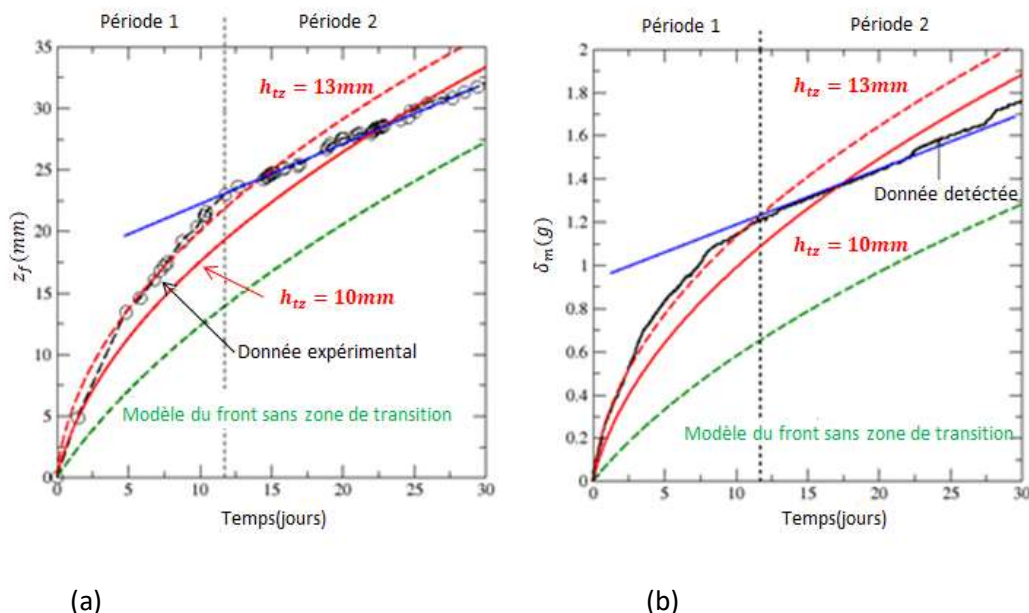 Période 1
Période 2
35
30
25
20
15
10
5
0
z_f(mm)
h_tz = 13mm
h_tz = 10mm
Donnée expérimental
Modèle du front sans zone de transition
0
5
10
15
20
25
30
Temps(jours)
(a)
Période 1
Période 2
2
1.8
1.6
1.4
1.2
1
0.8
0.6
0.4
0.2
0
δ_m(g)
h_tz = 13mm
Donnée detéctée
h_tz = 10mm
Modèle du front sans zone de transition
0
5
10
15
20
25
30
Temps(jours)
(b)